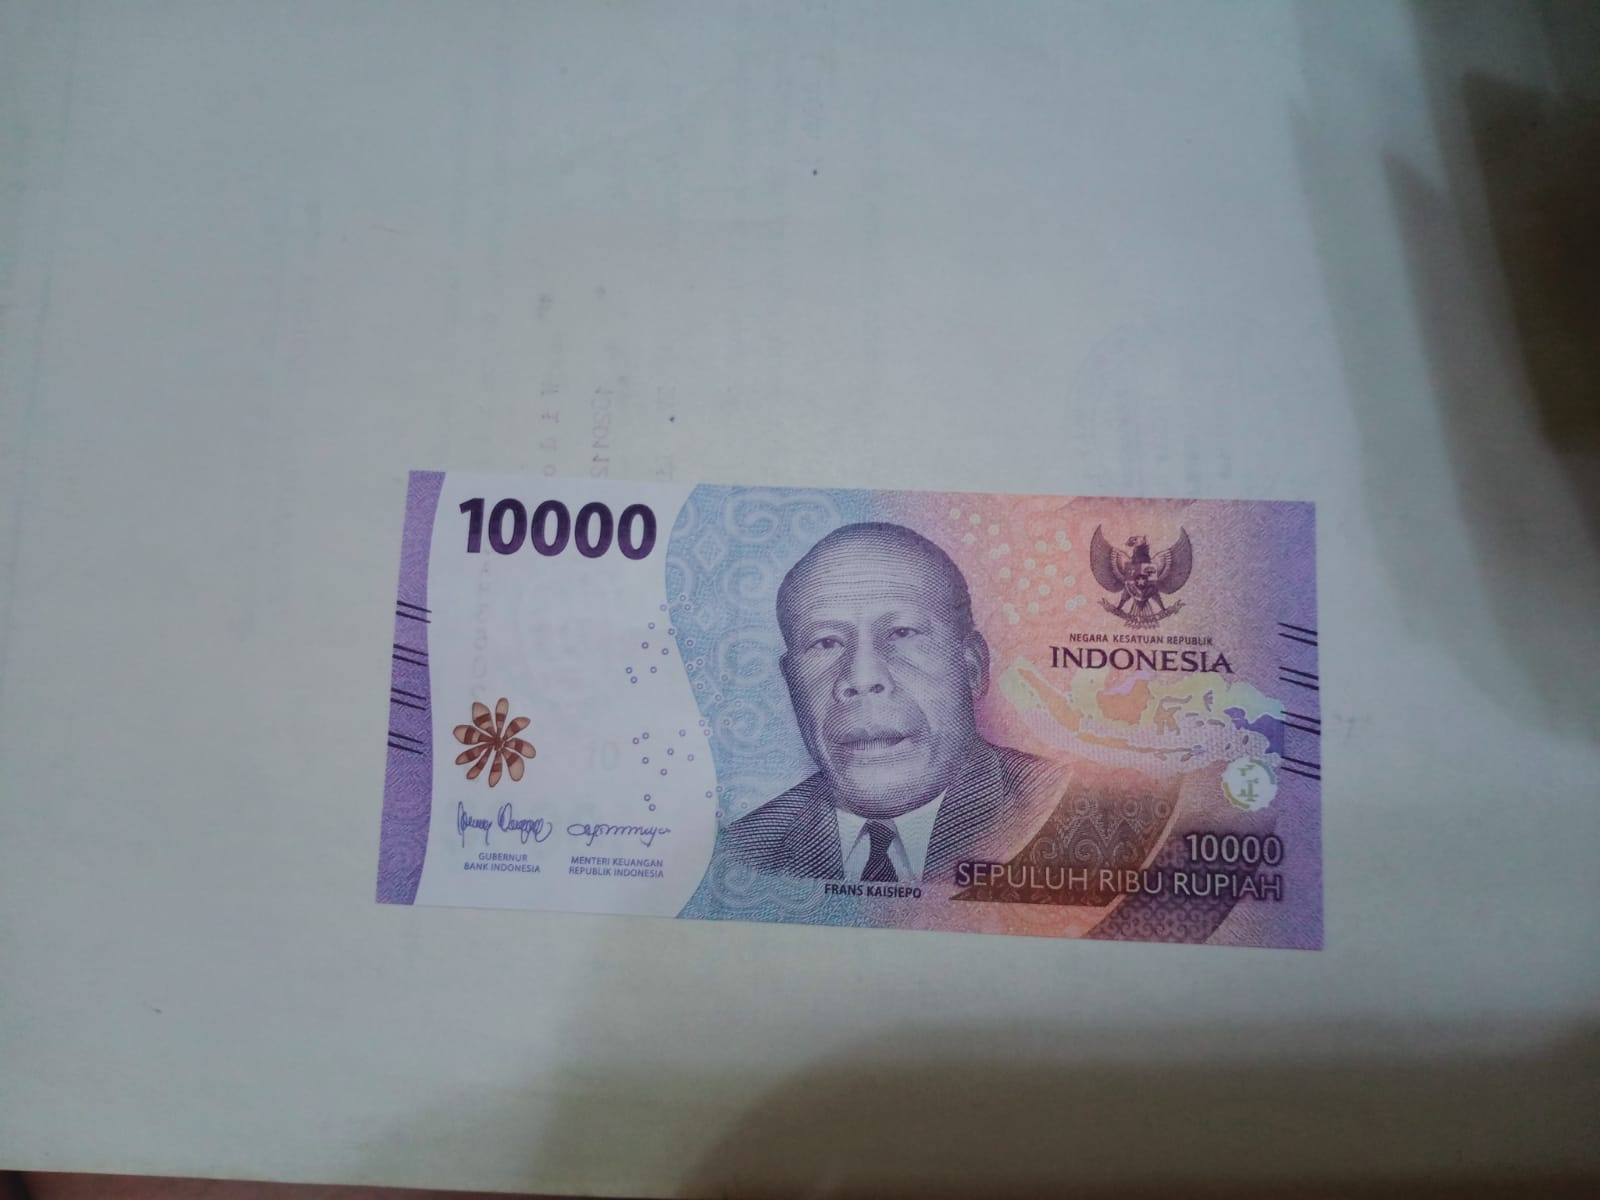 10000
NEGARA KESATUAN REPUBLIK
INDONESIA
GUBERNUR
BANK INDONESIA
MENTERI KEUANGAN
REPUBLIK INDONESIA
FRANS KAISIEPO
10000
SEPULUH RIBU RUPIAH